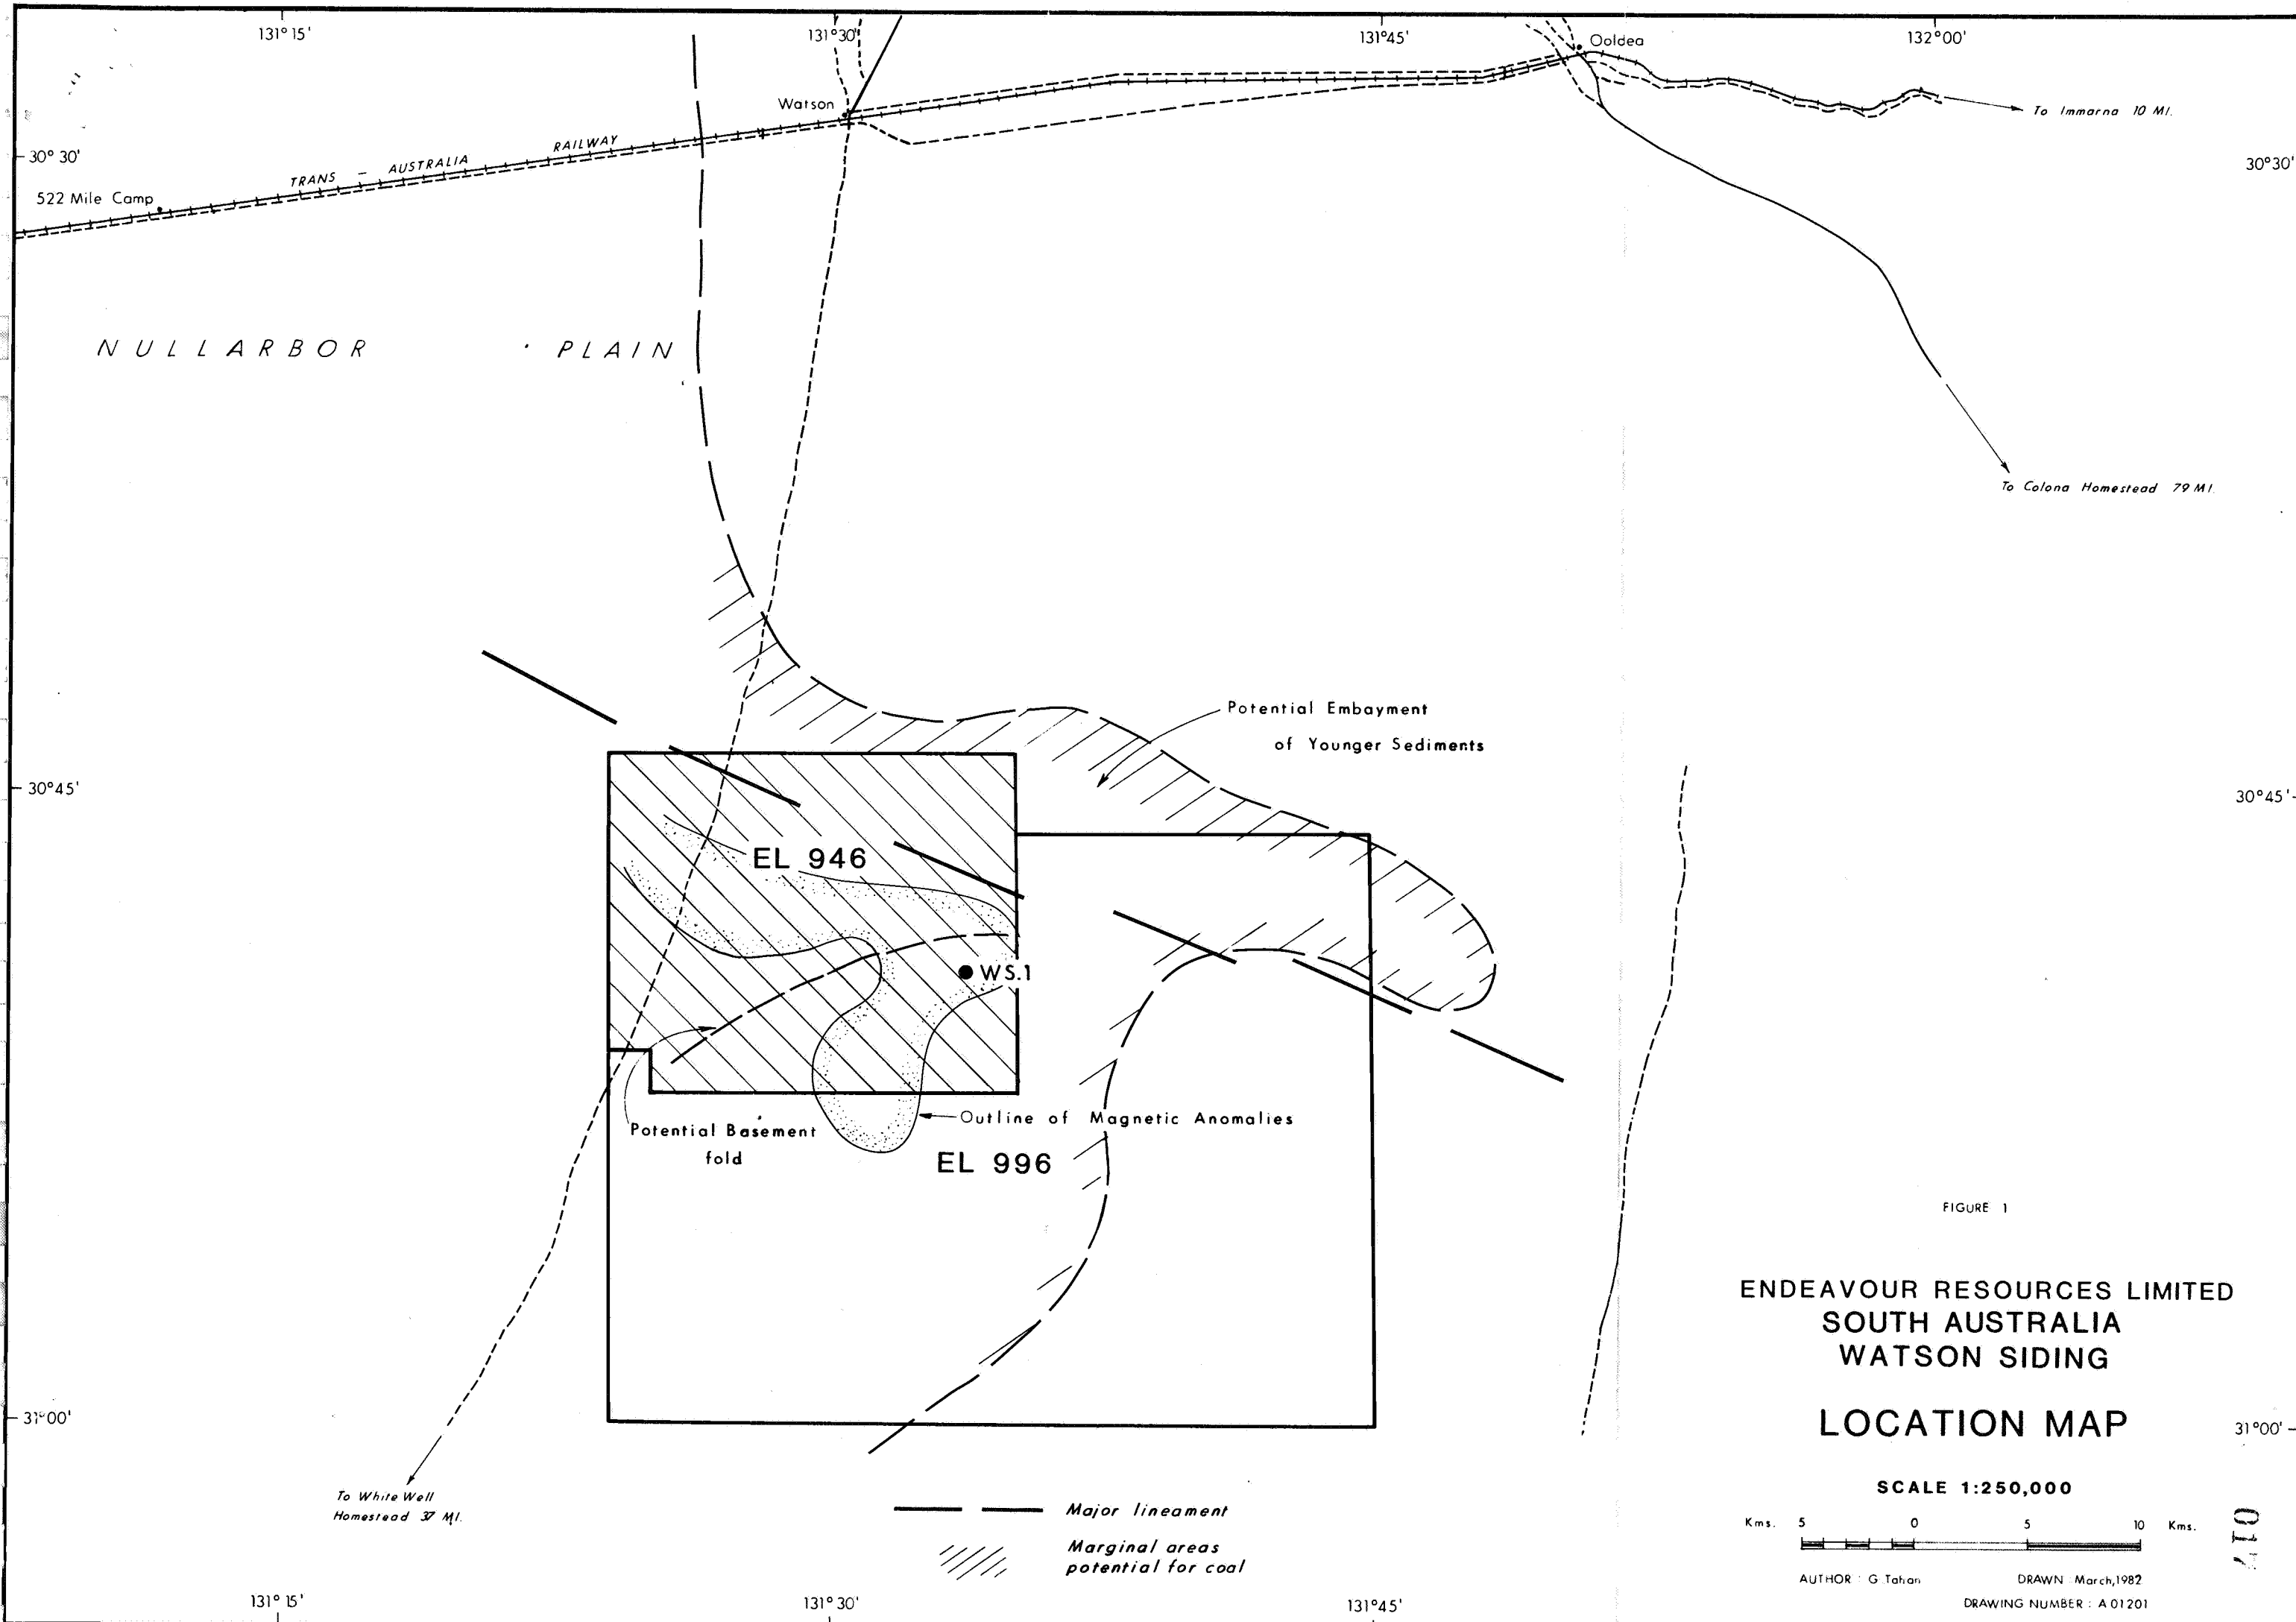 131°15'
131°30'
131°45'
132°00'
Ooldea
Watson
To Immarna 10 MI.
30°30'
30°30'
TRANS – AUSTRALIA RAILWAY
522 Mile Camp
NULLARBOR PLAIN
To Colona Homestead 79 MI.
Potential Embayment
of Younger Sediments
30°45'
30°45'
EL 946
WS.1
Outline of Magnetic Anomalies
Potential Basement
fold
EL 996
FIGURE 1
ENDEAVOUR RESOURCES LIMITED
SOUTH AUSTRALIA
WATSON SIDING
LOCATION MAP
31°00'
31°00'
SCALE 1:250,000
To White Well
Homestead 37 MI.
Major lineament
Marginal areas
potential for coal
Kms. 5 0 5 10 Kms.
AUTHOR : G. Tahan
DRAWN March,1982
DRAWING NUMBER : A 01201
017
131°15'
131°30'
131°45'